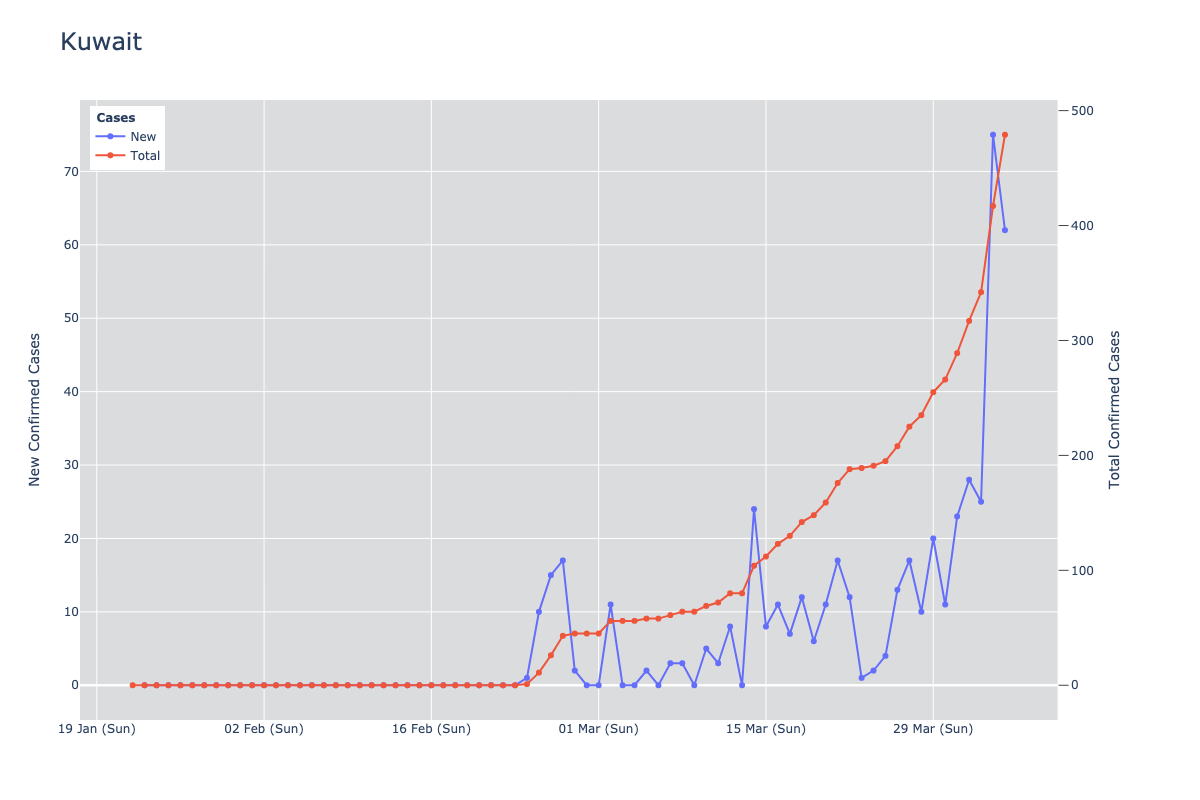 Kuwait
Cases
New
Total
New Confirmed Cases
70
60
50
40
30
20
10
0
500
400
300
200
100
0
Total Confirmed Cases
19 Jan (Sun)
02 Feb (Sun)
16 Feb (Sun)
01 Mar (Sun)
15 Mar (Sun)
29 Mar (Sun)